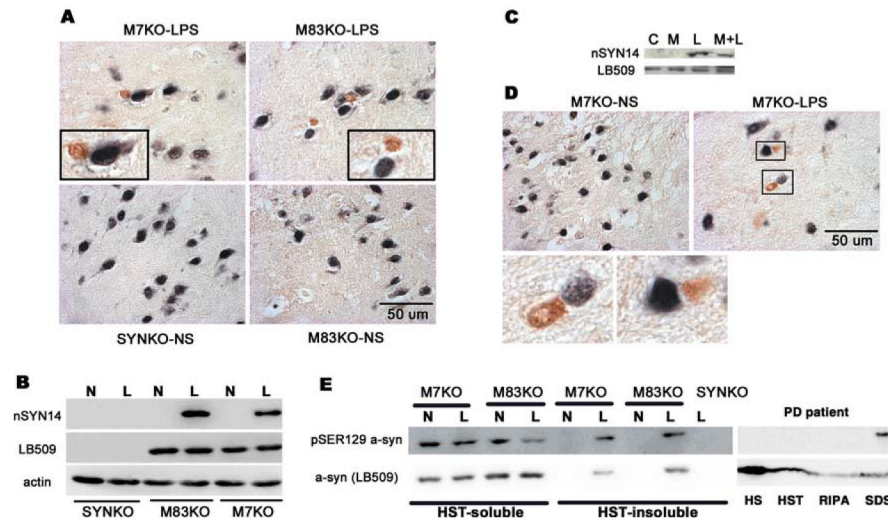 A
M7KO-LPS M83KO-LPS
SYNKO-NS M83KO-NS
50 um
B
N L N L N L
nSYN14
LB509
actin
SYNKO M83KO M7KO
C
C M L M+L
nSYN14
LB509
D
M7KO-NS M7KO-LPS
50 um
E
M7KO M83KO M7KO M83KO SYNKO
N L N L N L N L L
PD patient
pSER129 a-syn
a-syn (LB509)
HST-soluble HST-insoluble
HS HST RIPA SDS